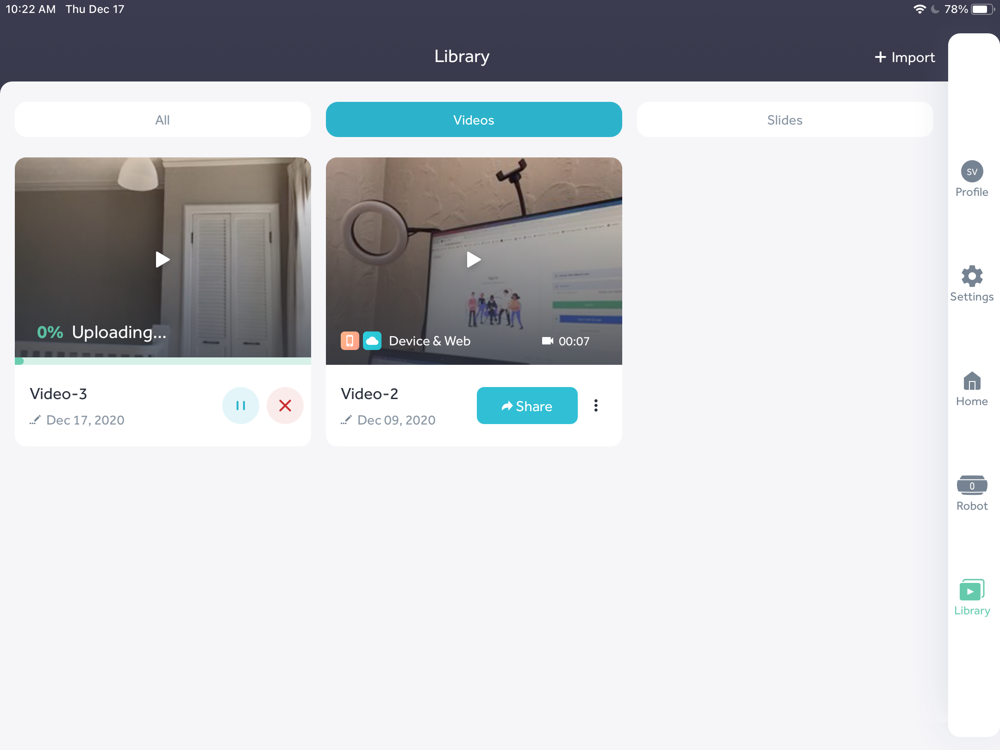 10:22 AM Thu Dec 17
78%
Library
+ Import
All
Videos
Slides
0% Uploading...
Video-3
Dec 17, 2020
Device & Web
00:07
Video-2
Dec 09, 2020
Share
SV
Profile
Settings
Home
0
Robot
Library